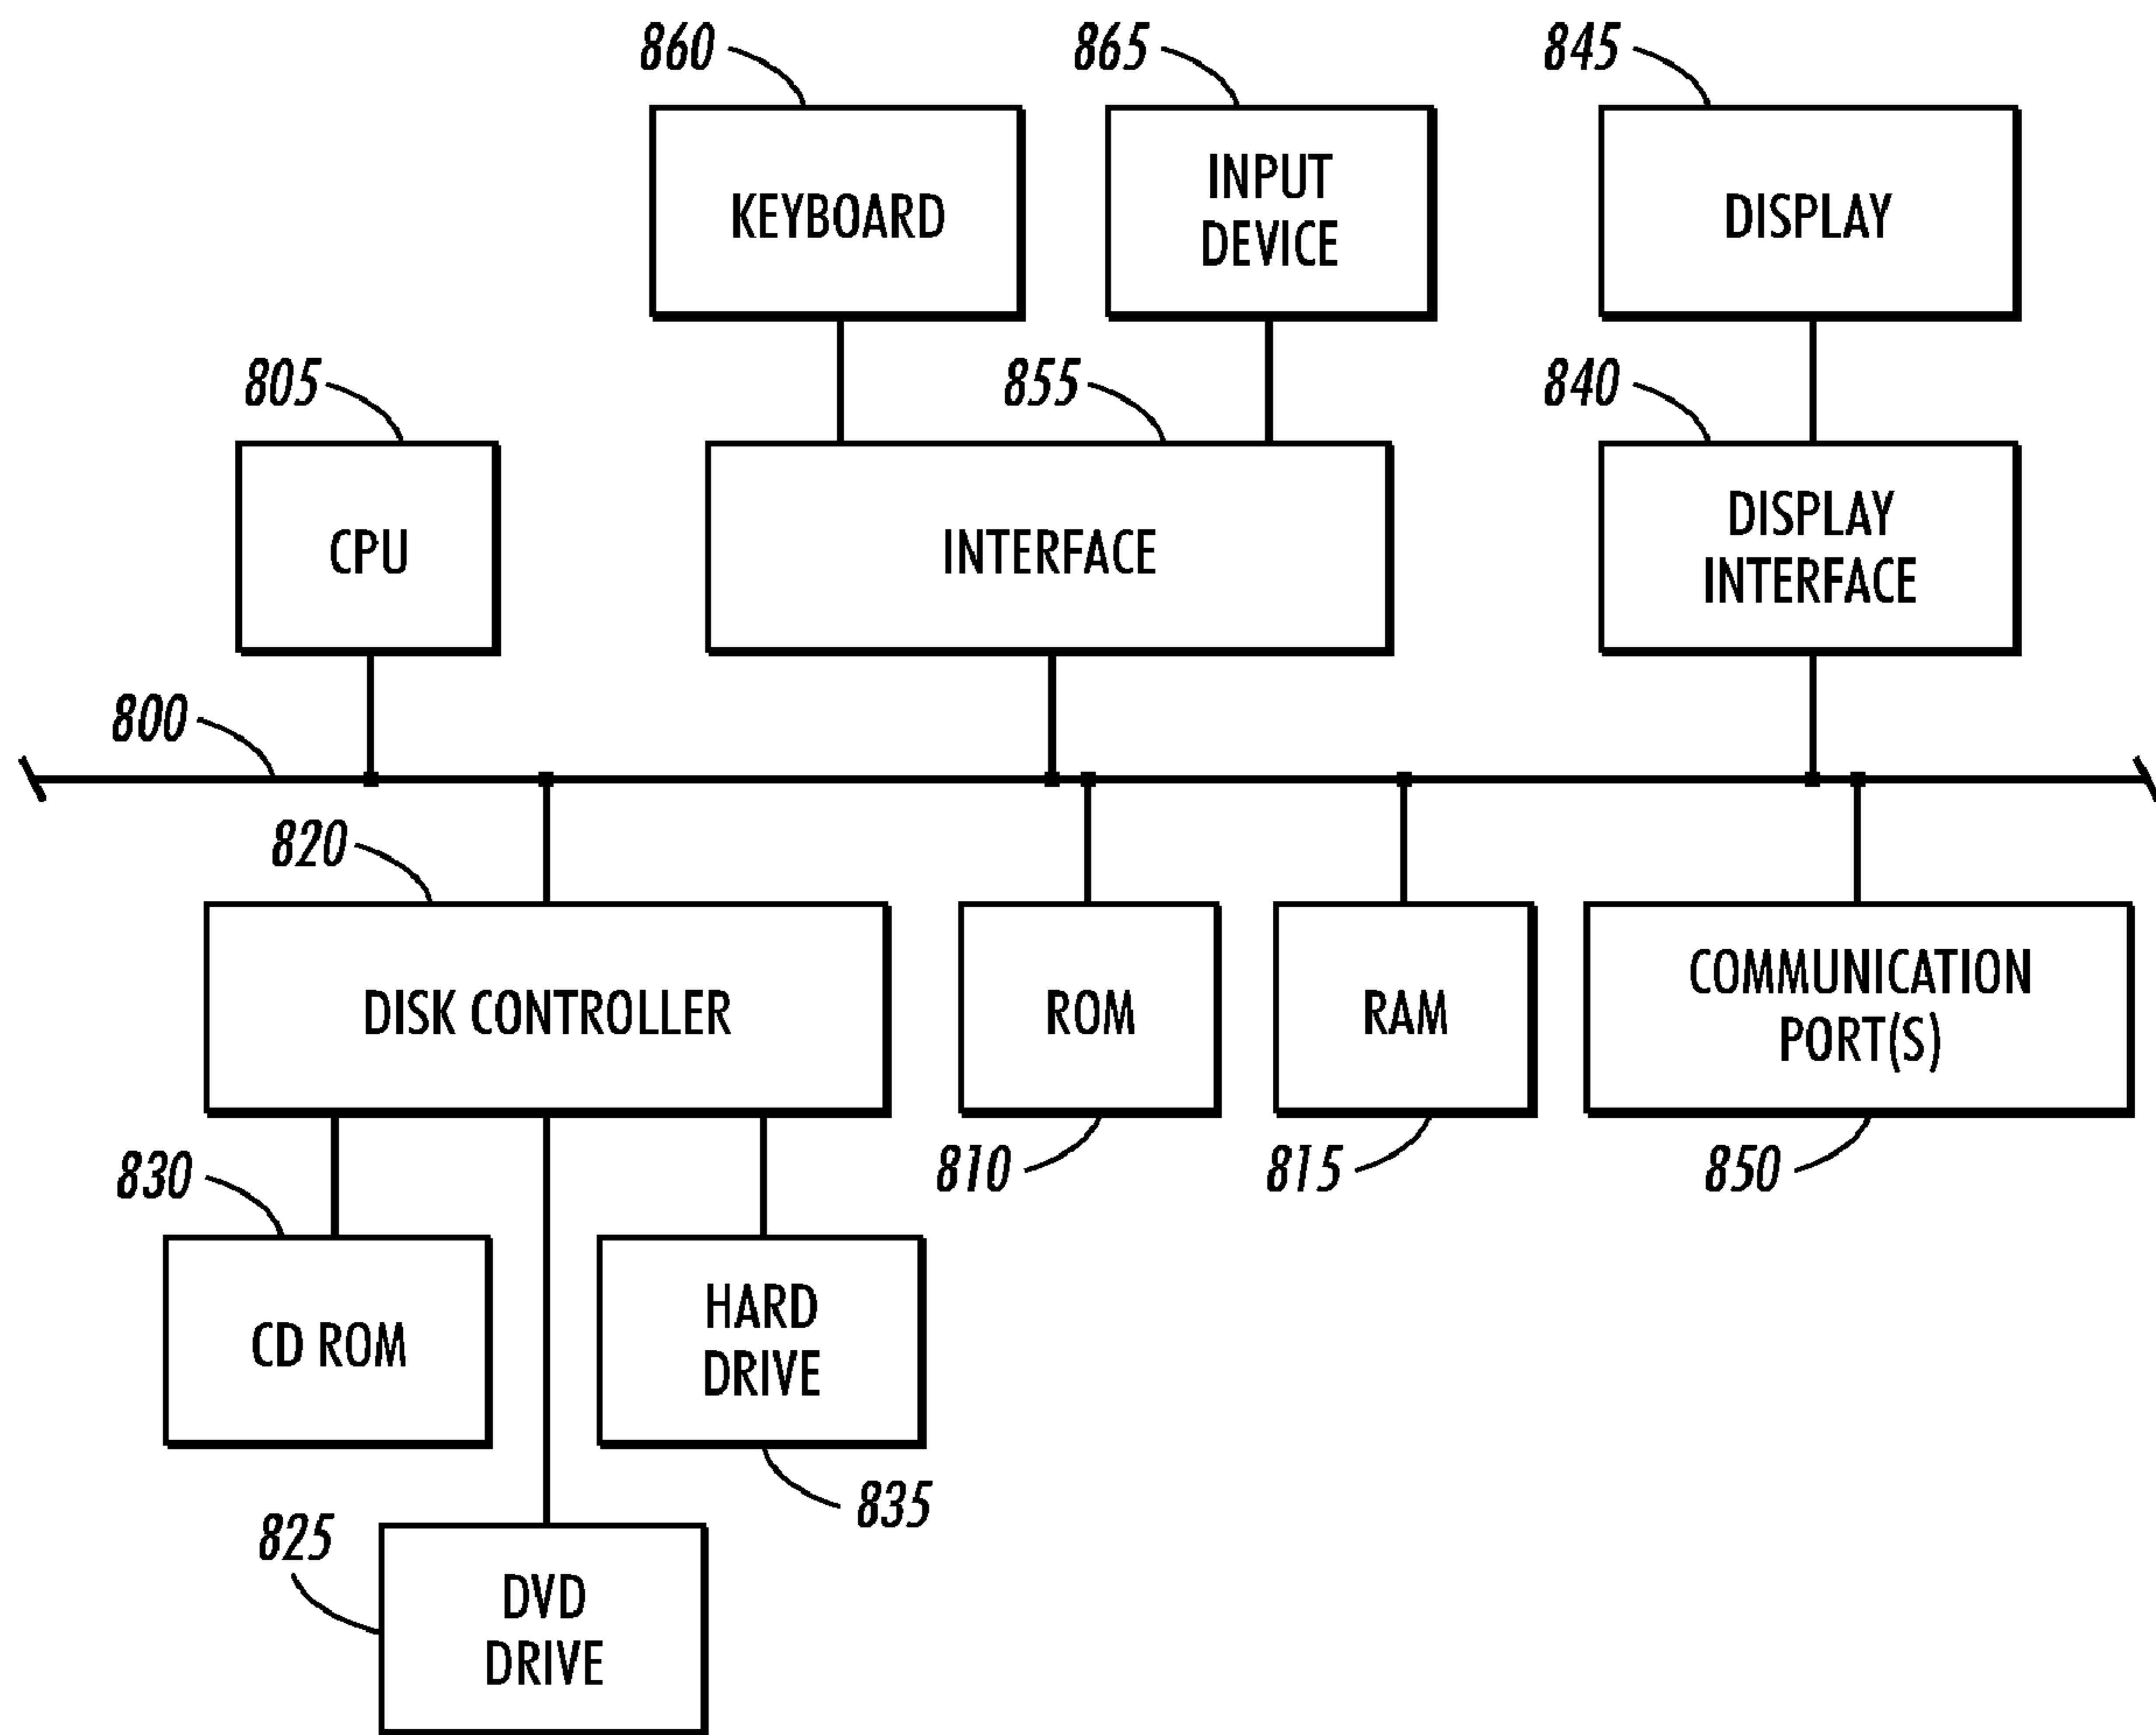 860
865
845
KEYBOARD
INPUT
DEVICE
DISPLAY
805
855
840
CPU
INTERFACE
DISPLAY
INTERFACE
800
820
DISK CONTROLLER
ROM
RAM
COMMUNICATION
PORT(S)
830
810
815
850
CD ROM
HARD
DRIVE
835
825
DVD
DRIVE